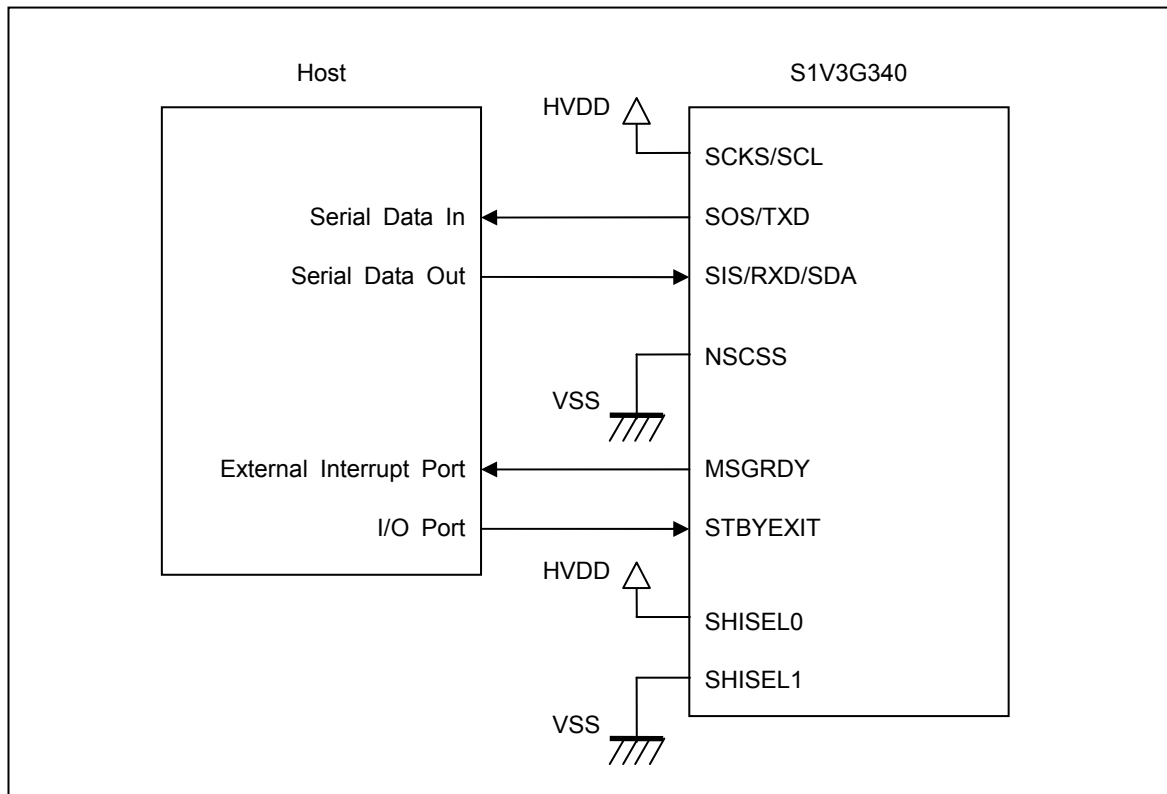 Host
S1V3G340
HVDD
SCKS/SCL
Serial Data In
SOS/TXD
Serial Data Out
SIS/RXD/SDA
NSCSS
VSS
External Interrupt Port
MSGRDY
I/O Port
STBYEXIT
HVDD
SHISEL0
SHISEL1
VSS